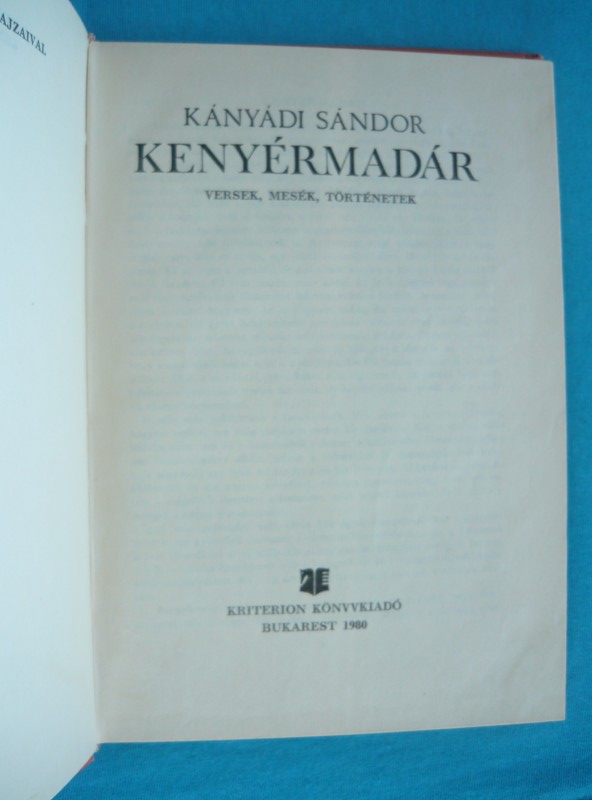 AJZAIVAL
KÁNYÁDI SÁNDOR
KENYÉRMADÁR
VERSEK, MESÉK, TÖRTÉNETEK
KRITERION KÖNYVKIADÓ
BUKAREST 1980